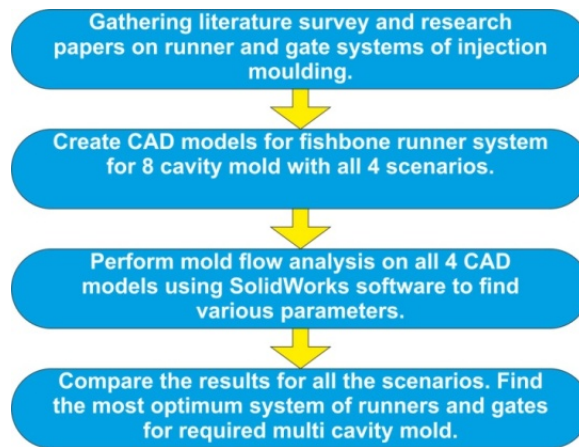 Gathering literature survey and research
papers on runner and gate systems of injection
moulding.
Create CAD models for fishbone runner system
for 8 cavity mold with all 4 scenarios.
Perform mold flow analysis on all 4 CAD
models using SolidWorks software to find
various parameters.
Compare the results for all the scenarios. Find
the most optimum system of runners and gates
for required multi cavity mold.